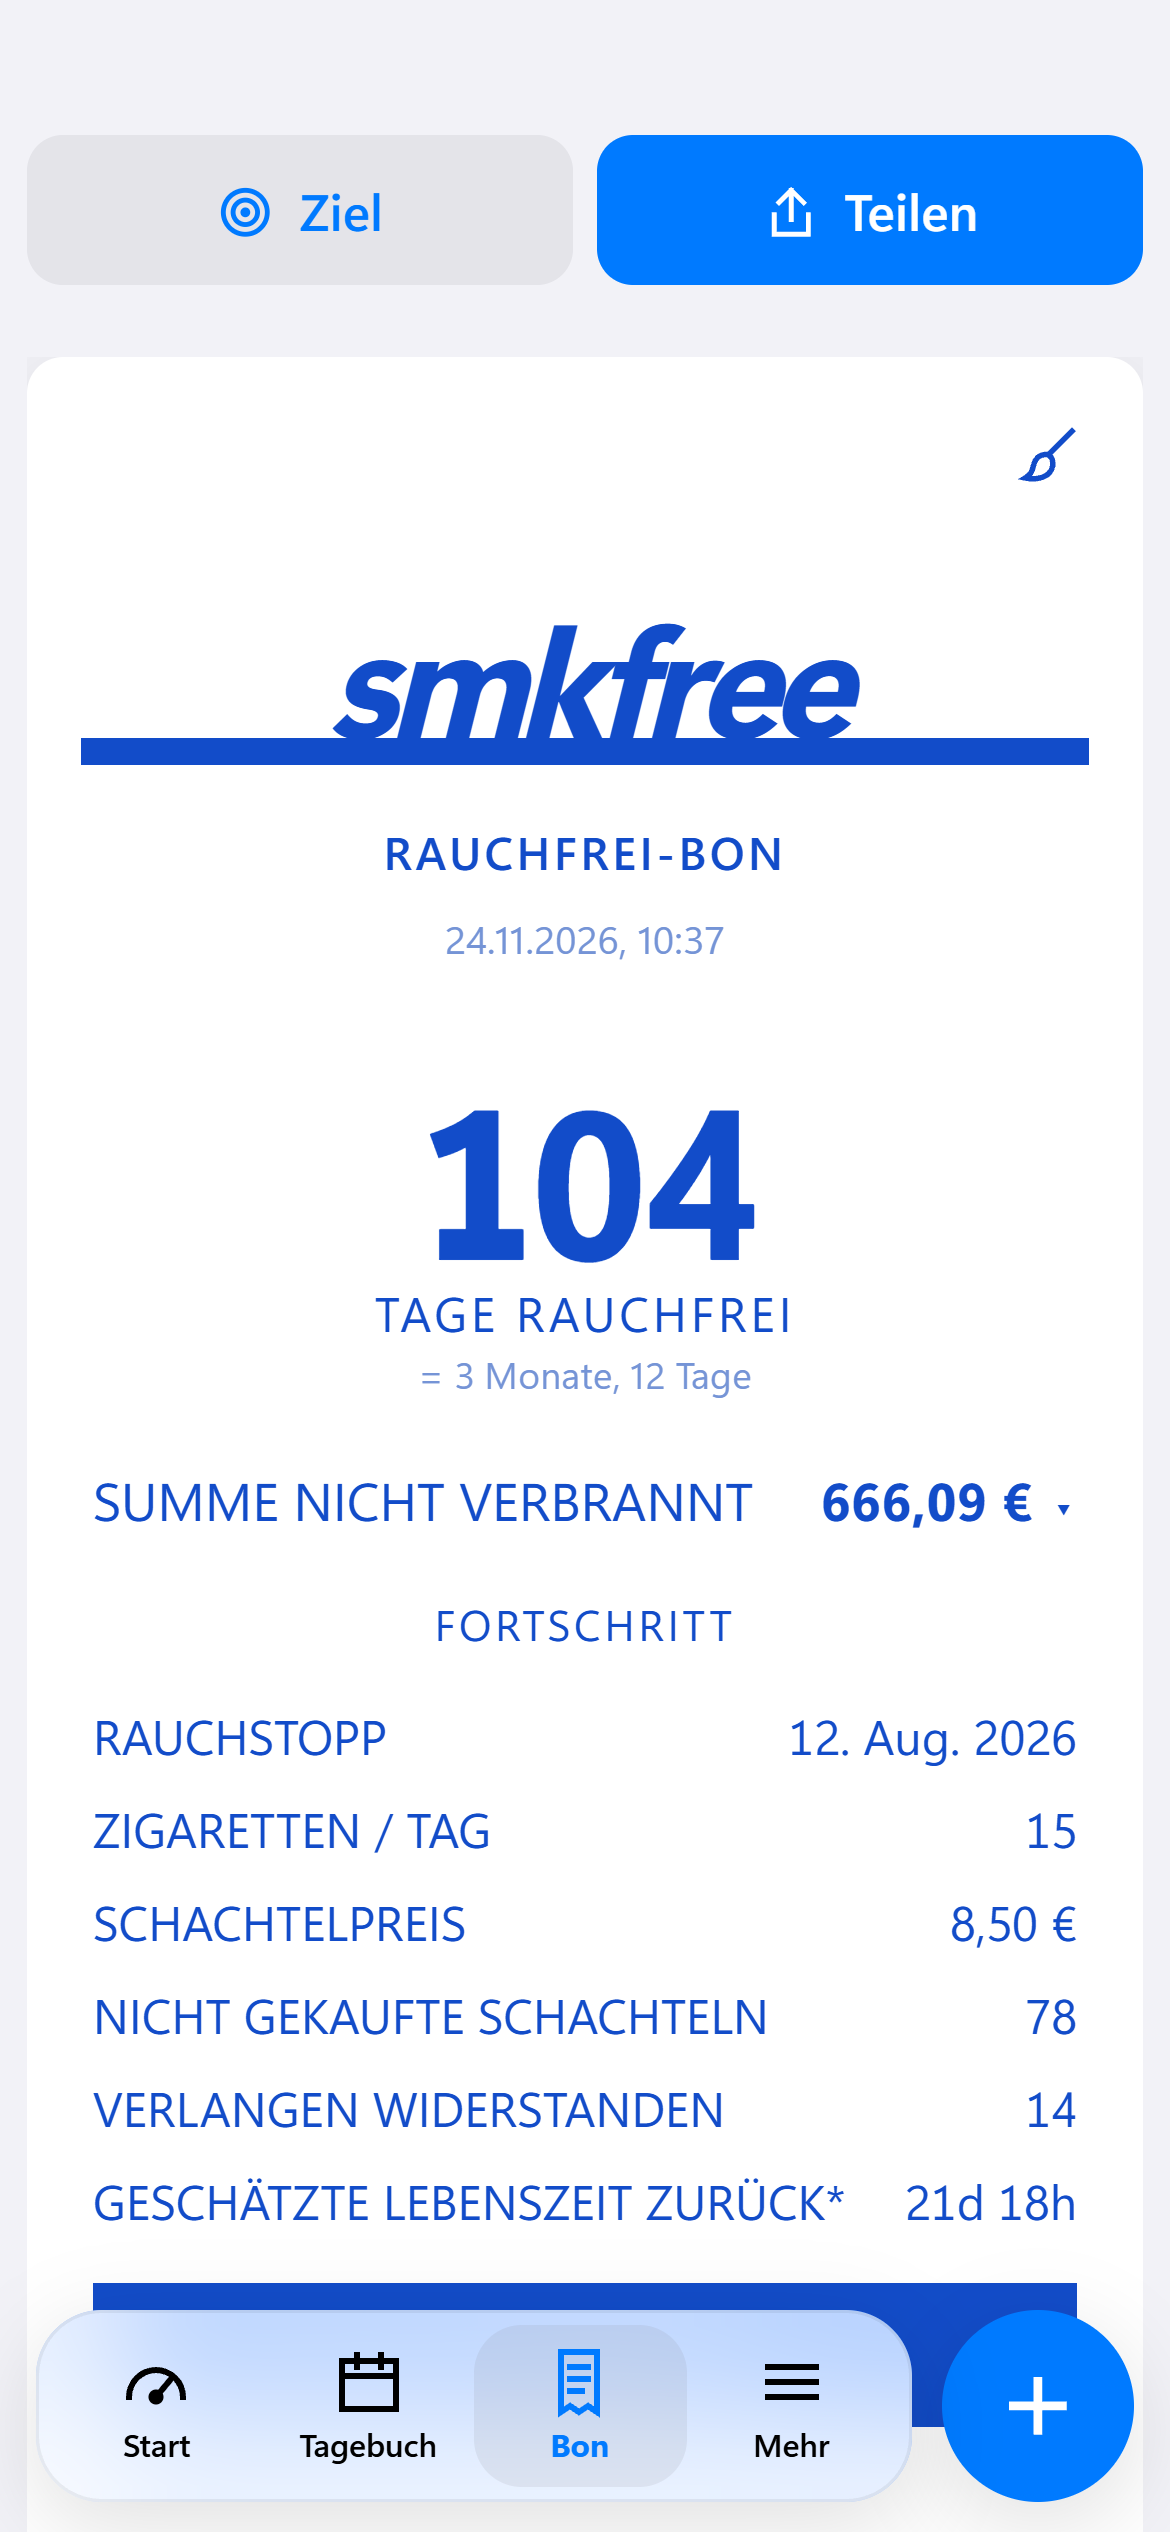 Ziel
Teilen
smkfree
RAUCHFREI-BON
24.11.2026, 10:37
104
TAGE RAUCHFREI
= 3 Monate, 12 Tage
SUMME NICHT VERBRANNT 666,09 €
FORTSCHRITT
RAUCHSTOPP 12. Aug. 2026
ZIGARETTEN / TAG 15
SCHACHTELPREIS 8,50 €
NICHT GEKAUFTE SCHACHTELN 78
VERLANGEN WIDERSTANDEN 14
GESCHÄTZTE LEBENSZEIT ZURÜCK* 21d 18h
Start
Tagebuch
Bon
Mehr